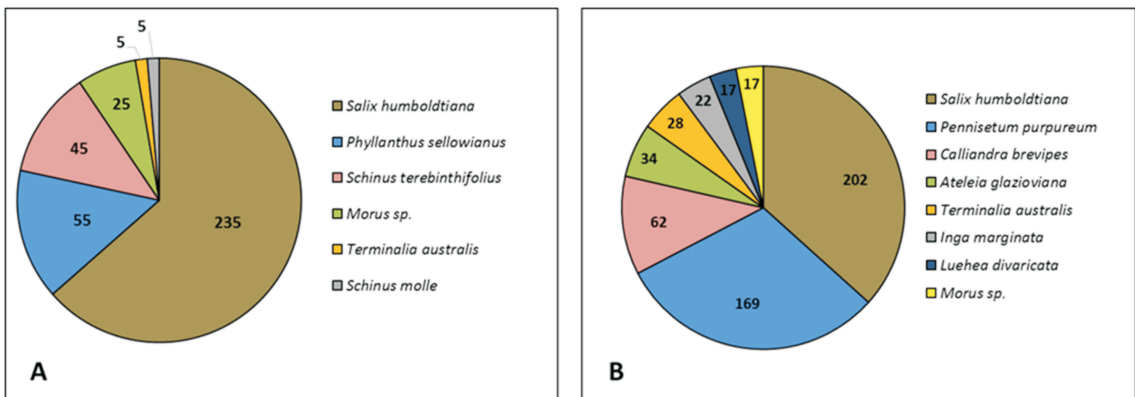 5
5
25
45
55
235
Salix humboldtiana
Phyllanthus sellowianus
Schinus terebinthifolius
Morus sp.
Terminalia australis
Schinus molle
A
17
17
22
28
34
62
169
202
Salix humboldtiana
Pennisetum purpureum
Calliandra brevipes
Ateleia glazioviana
Terminalia australis
Inga marginata
Luehea divaricata
Morus sp.
B